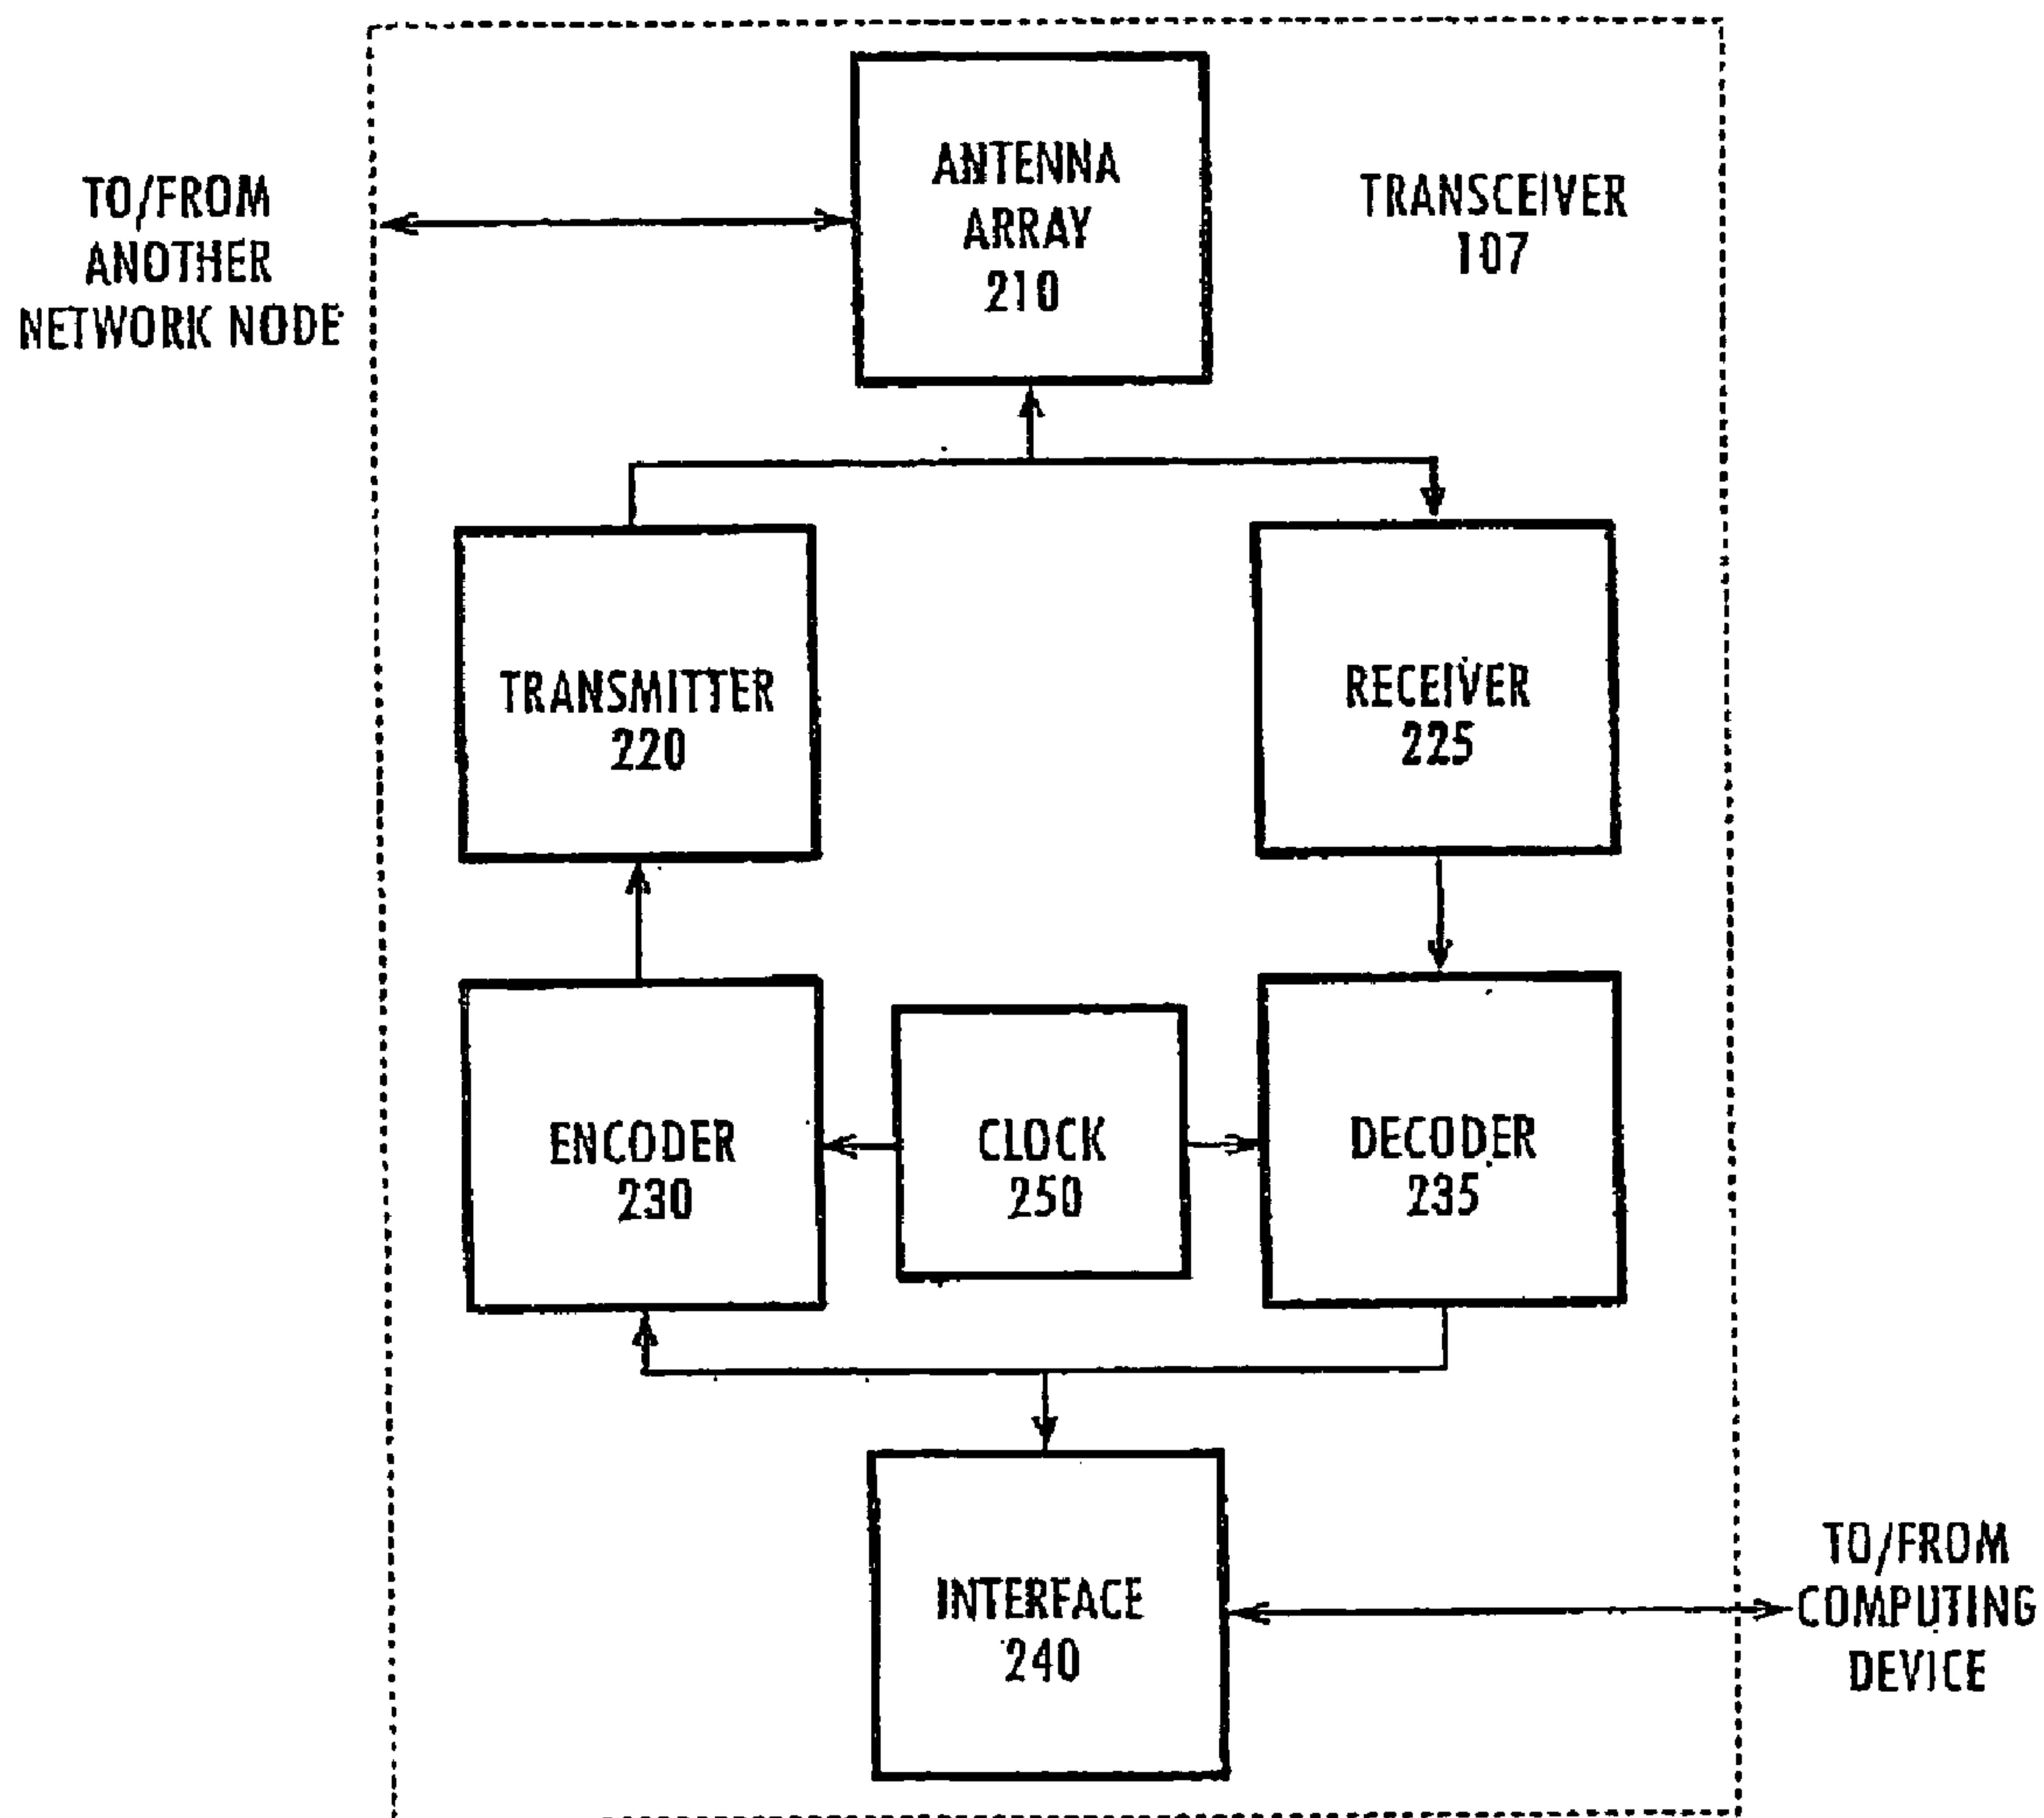 TO/FROM
ANOTHER
NETWORK NODE
ANTENNA
ARRAY
210
TRANSCEIVER
107
TRANSMITTER
220
RECEIVER
225
ENCODER
230
CLOCK
250
DECODER
235
INTERFACE
240
TO/FROM
COMPUTING
DEVICE